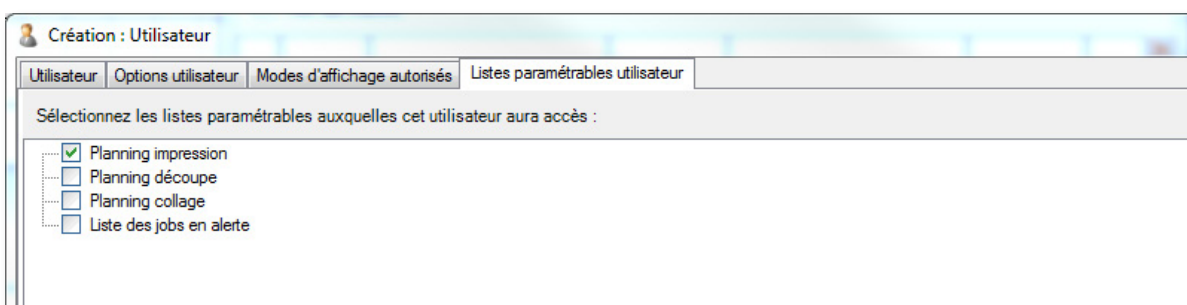 Création : Utilisateur
Utilisateur Options utilisateur Modes d'affichage autorisés Listes paramétrables utilisateur
Sélectionnez les listes paramétrables auxquelles cet utilisateur aura accès :
Planning impression
Planning découpe
Planning collage
Liste des jobs en alerte